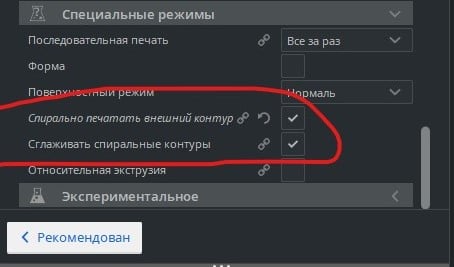 Специальные режимы
Последовательная печать Все за раз
Форма
Поверхностный режим Нормаль
Спирально печатать внешний контур
Сглаживать спиральные контуры
Относительная экструзия
Экспериментальное
Рекомендован